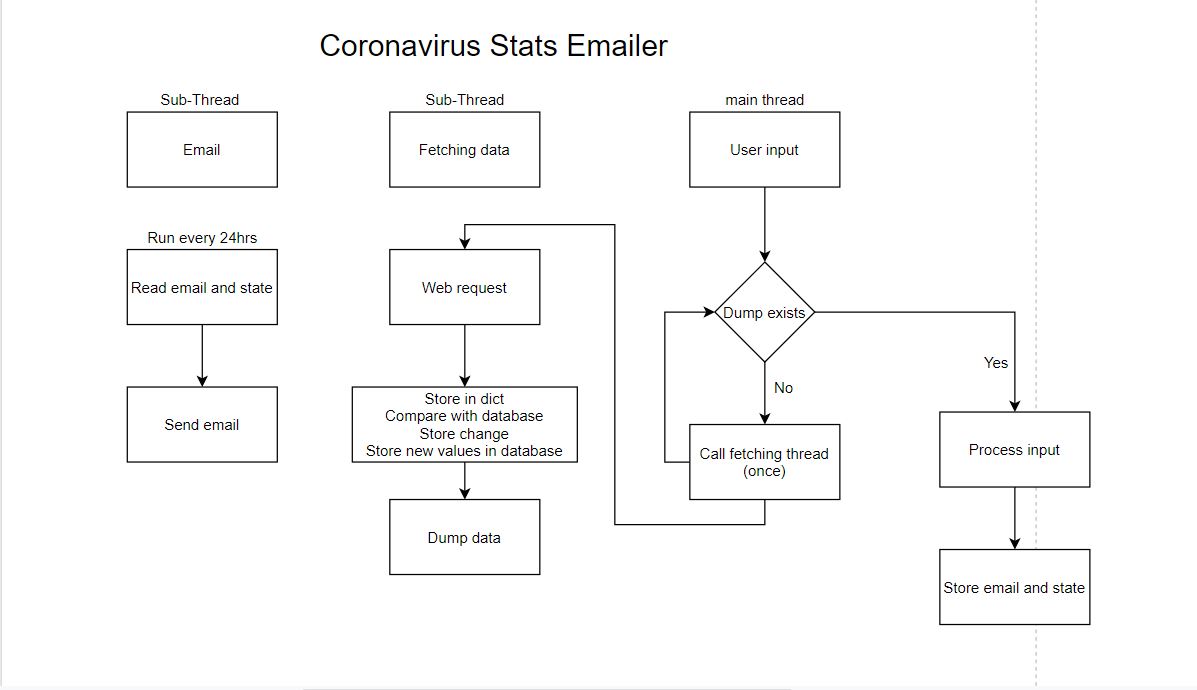 Coronavirus Stats Emailer
Sub-Thread
Email
Run every 24hrs
Read email and state
Send email
Sub-Thread
Fetching data
Web request
Store in dict
Compare with database
Store change
Store new values in database
Dump data
main thread
User input
Dump exists
No
Call fetching thread
(once)
Yes
Process input
Store email and state